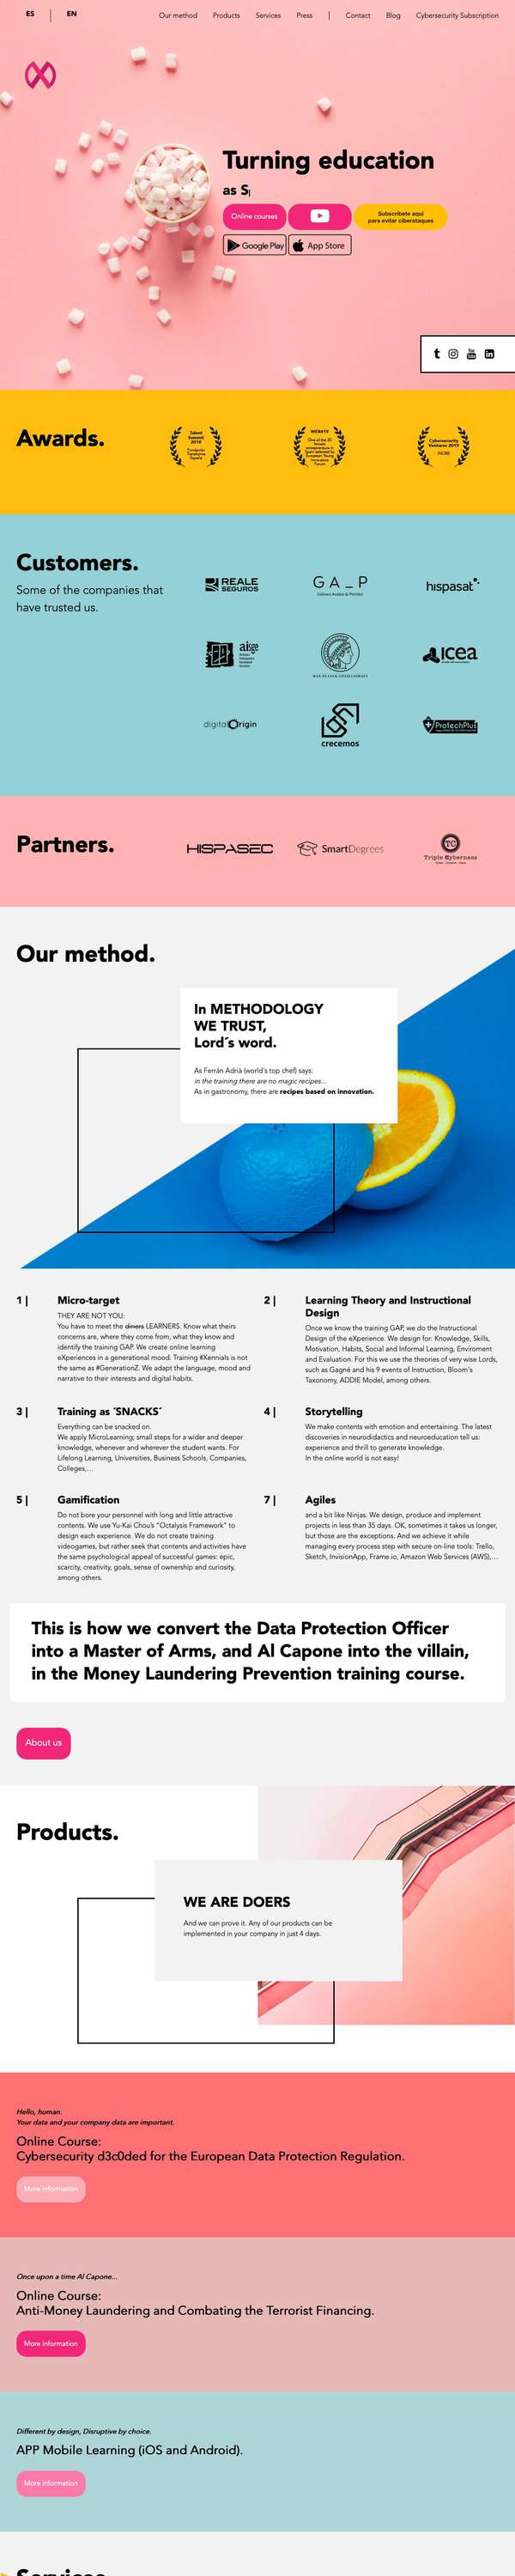 ES | EN
Our method Products Services Press | Contact Blog Cybersecurity Subscription
Turning education
as S|
Online courses
Subscríbete aquí
para evitar ciberataques
Google Play
App Store
Awards.
Talent
Summit
2018
WEB#19
One of the 20
female
entrepreneurs in
Cybersecurity
Ventures 2019
INCIBE
Customers.
Some of the companies that
have trusted us.
REALE
SEGUROS
GA_P
Gómez-Acebo & Pombo
hispasat
aisge
MAX-PLANCK-GESELLSCHAFT
icea
digital Origin
crecemos
ProtechPlus
Partners.
HISPASEC
SmartDegrees
TC
Triple Cyberness
Our method.
In METHODOLOGY
WE TRUST,
Lord´s word.
As Ferrán Adriá (world´s top chef) says:
in the training there are no magic recipes...
As in gastronomy, there are recipes based on innovation.
1 |
Micro-target
THEY ARE NOT YOU:
You have to meet the diners LEARNERS. Know what theirs
concerns are, where they come from, what they know and
identify the training GAP. We create online learning
eXperiences in a generational mood. Training #Xennials is not
the same as #GenerationZ. We adapt the language, mood and
narrative to their interests and digital habits.
2 |
Learning Theory and Instructional
Design
Once we know the training GAP, we do the Instructional
Design of the eXperience. We design for: Knowledge, Skills,
Motivation, Habits, Social and Informal Learning, Enviroment
and Evaluation. For this we use the theories of very wise Lords,
such as Gagné and his 9 events of Instruction, Bloom's
Taxonomy, ADDIE Model, among others.
3 |
Training as ´SNACKS´
Everything can be snacked on.
We apply MicroLearning; small steps for a wider and deeper
knowledge, whenever and wherever the student wants. For
Lifelong Learning, Universities, Business Schools, Companies,
Colleges,...
4 |
Storytelling
We make contents with emotion and entertaining. The latest
discoveries in neurodidactics and neuroeducation tell us:
experience and thrill to generate knowledge.
In the online world is not easy!
5 |
Gamification
Do not bore your personnel with long and little attractive
contents. We use Yu-Kai Chou's "Octalysis Framework" to
design each experience. We do not create training
videogames, but rather seek that contents and activities have
the same psychological appeal of successful games: epic,
scarcity, creativity, goals, sense of ownership and curiosity,
among others.
7 |
Agiles
and a bit like Ninjas. We design, produce and implement
projects in less than 35 days. OK, sometimes it takes us longer,
but those are the exceptions. And we achieve it while
managing every process step with secure on-line tools: Trello,
Sketch, InvisionApp, Frame.io, Amazon Web Services (AWS),...
This is how we convert the Data Protection Officer
into a Master of Arms, and Al Capone into the villain,
in the Money Laundering Prevention training course.
About us
Products.
WE ARE DOERS
And we can prove it. Any of our products can be
implemented in your company in just 4 days.
Hello, human.
Your data and your company data are important.
Online Course:
Cybersecurity d3c0ded for the European Data Protection Regulation.
More information
Once upon a time Al Capone...
Online Course:
Anti-Money Laundering and Combating the Terrorist Financing.
More information
Different by design, Disruptive by choice.
APP Mobile Learning (iOS and Android).
More information